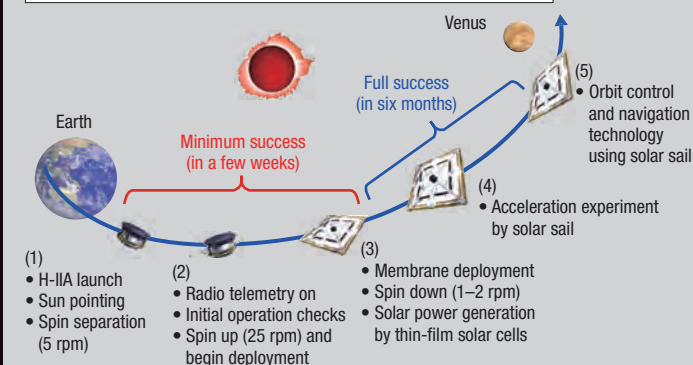 Earth
Venus
Minimum success
(in a few weeks)
Full success
(in six months)
(1)
• H-IIA launch
• Sun pointing
• Spin separation
(5 rpm)
(2)
• Radio telemetry on
• Initial operation checks
• Spin up (25 rpm) and
begin deployment
(3)
• Membrane deployment
• Spin down (1–2 rpm)
• Solar power generation
by thin-film solar cells
(4)
• Acceleration experiment
by solar sail
(5)
• Orbit control
and navigation
technology
using solar sail